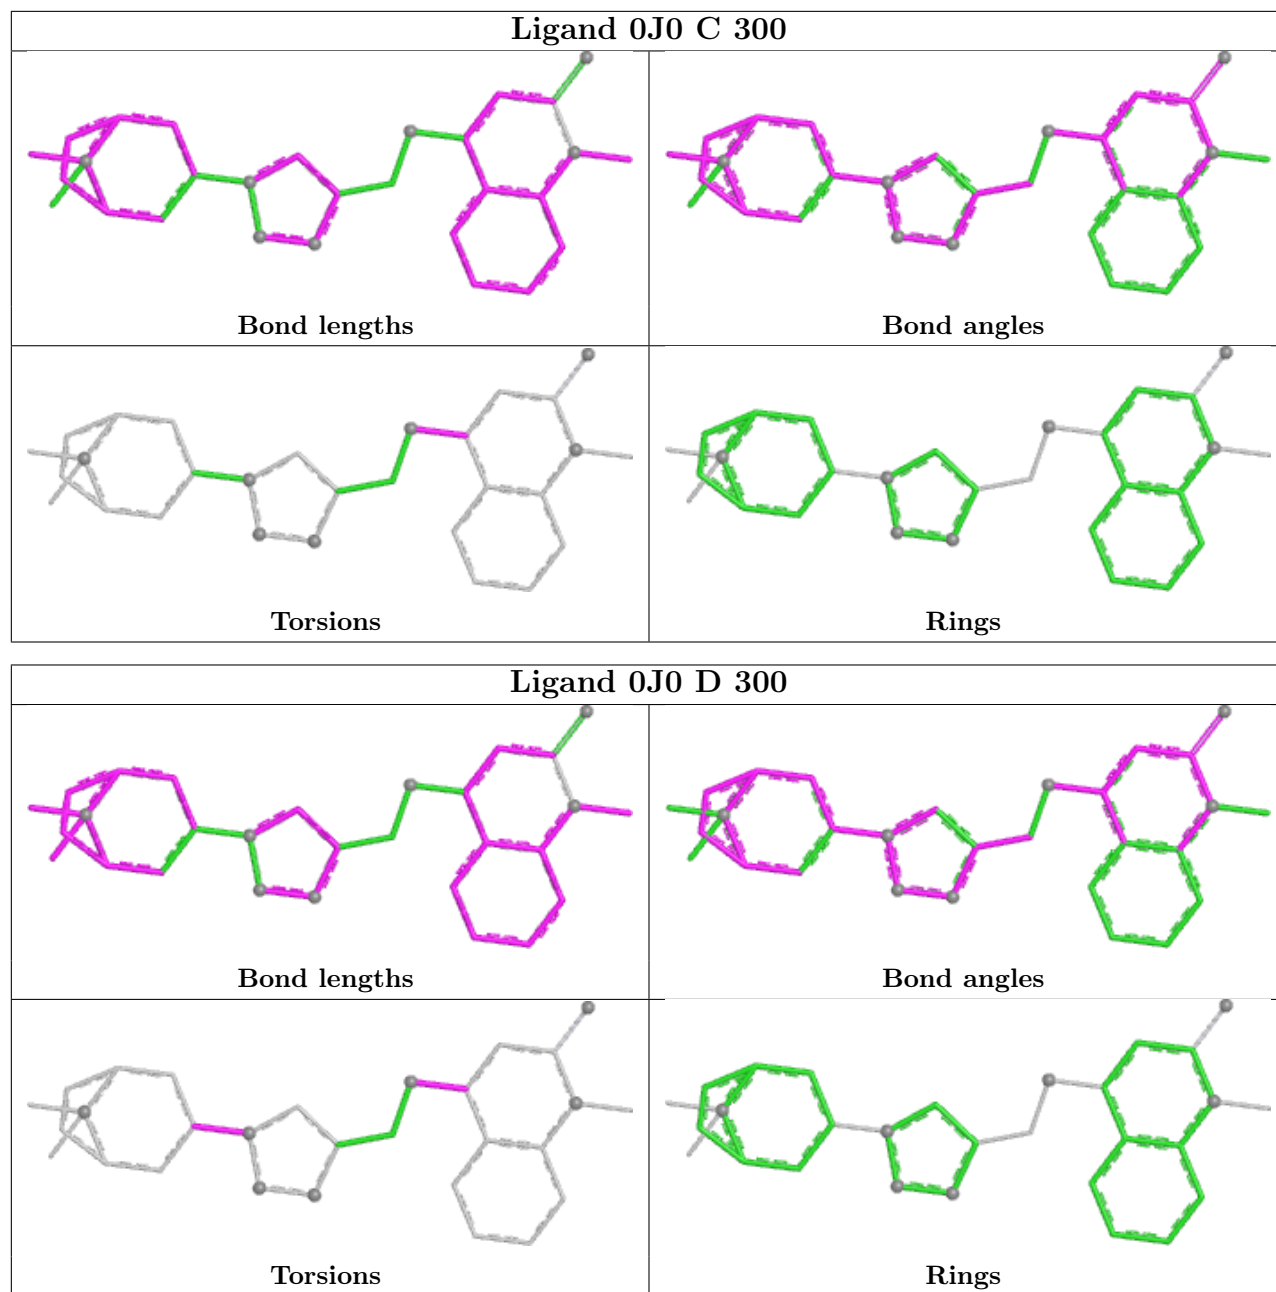 Ligand 0J0 C 300
Bond lengths
Bond angles
Torsions
Rings
Ligand 0J0 D 300
Bond lengths
Bond angles
Torsions
Rings